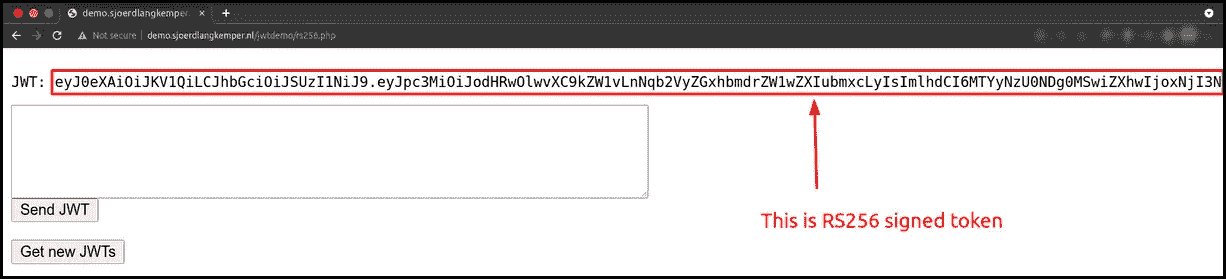 demo.sjoerdlangkemper.
Not secure | demo.sjoerdlangkemper.nl/jwtdemo/rs256.php
JWT: eyJ0eXAiOiJKV1QiLCJhbGciOiJSUzI1NiJ9.eyJpc3MiOiJodHRwOlwvXC9kZW1vLnNqb2VyZGxhbmdrZW1wZXIubmxcLyIsImlhdCI6MTYyNzU0NDg0MSwiZXhwIjoxNjI3N
Send JWT
This is RS256 signed token
Get new JWTs